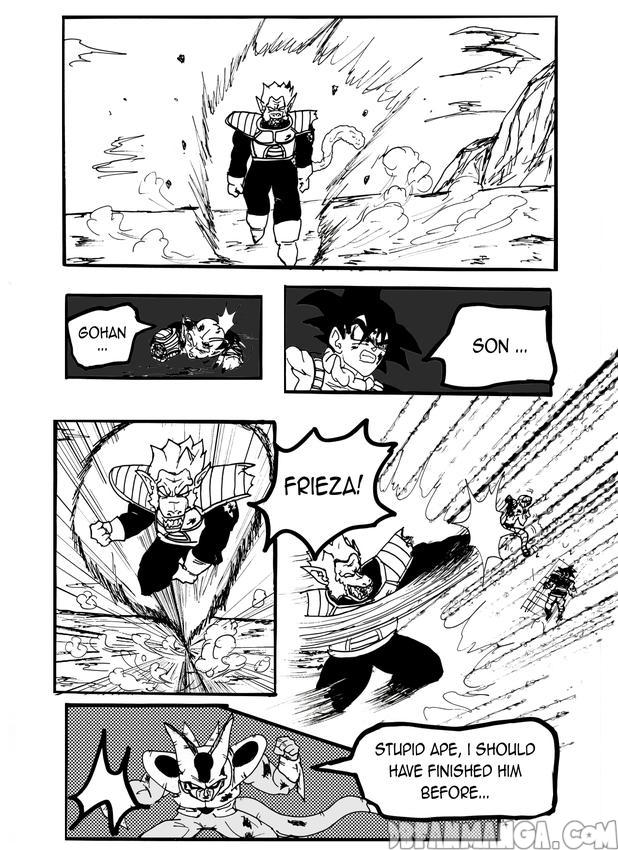 GOHAN
...
SON ...
FRIEZA!
STUPID APE, I SHOULD
HAVE FINISHED HIM
BEFORE...
DBFANMANGA.COM